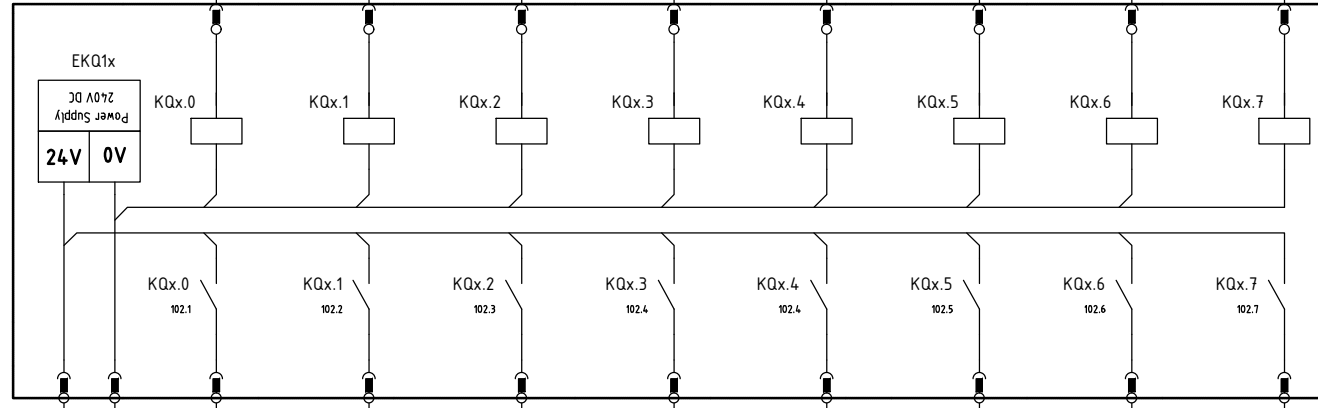 EKQ1x
Power Supply
240V DC
24V 0V
KQx.0 KQx.1 KQx.2 KQx.3 KQx.4 KQx.5 KQx.6 KQx.7
KQx.0 KQx.1 KQx.2 KQx.3 KQx.4 KQx.5 KQx.6 KQx.7
102.1 102.2 102.3 102.4 102.4 102.5 102.6 102.7